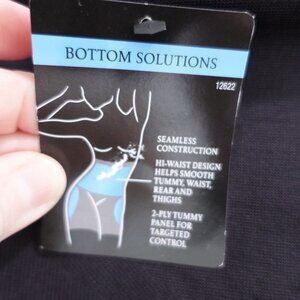 BOTTOM SOLUTIONS
12622
SEAMLESS
CONSTRUCTION
HI-WAIST DESIGN
HELPS SMOOTH
TUMMY, WAIST,
REAR AND
THIGHS
2-PLY TUMMY
PANEL FOR
TARGETED
CONTROL